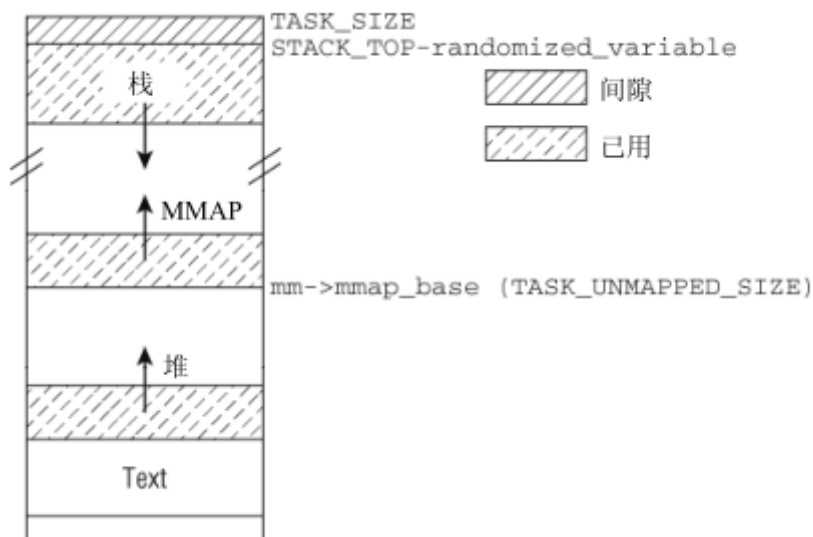 TASK_SIZE
STACK_TOP-randomized_variable
栈
间隙
已用
MMAP
mm->mmap_base (TASK_UNMAPPED_SIZE)
堆
Text